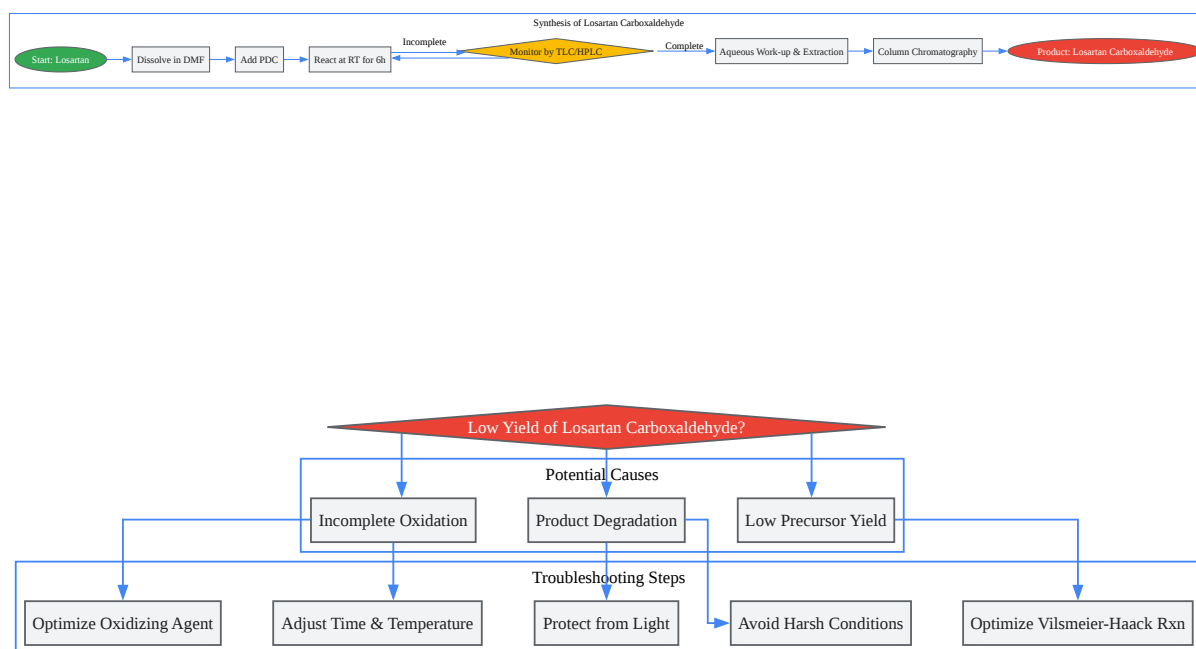 Synthesis of Losartan Carboxaldehyde
Start: Losartan
Dissolve in DMF
Add PDC
React at RT for 6h
Incomplete
Monitor by TLC/HPLC
Complete
Aqueous Work-up & Extraction
Column Chromatography
Product: Losartan Carboxaldehyde
Low Yield of Losartan Carboxaldehyde?
Potential Causes
Incomplete Oxidation
Product Degradation
Low Precursor Yield
Troubleshooting Steps
Optimize Oxidizing Agent
Adjust Time & Temperature
Protect from Light
Avoid Harsh Conditions
Optimize Vilsmeier-Haack Rxn